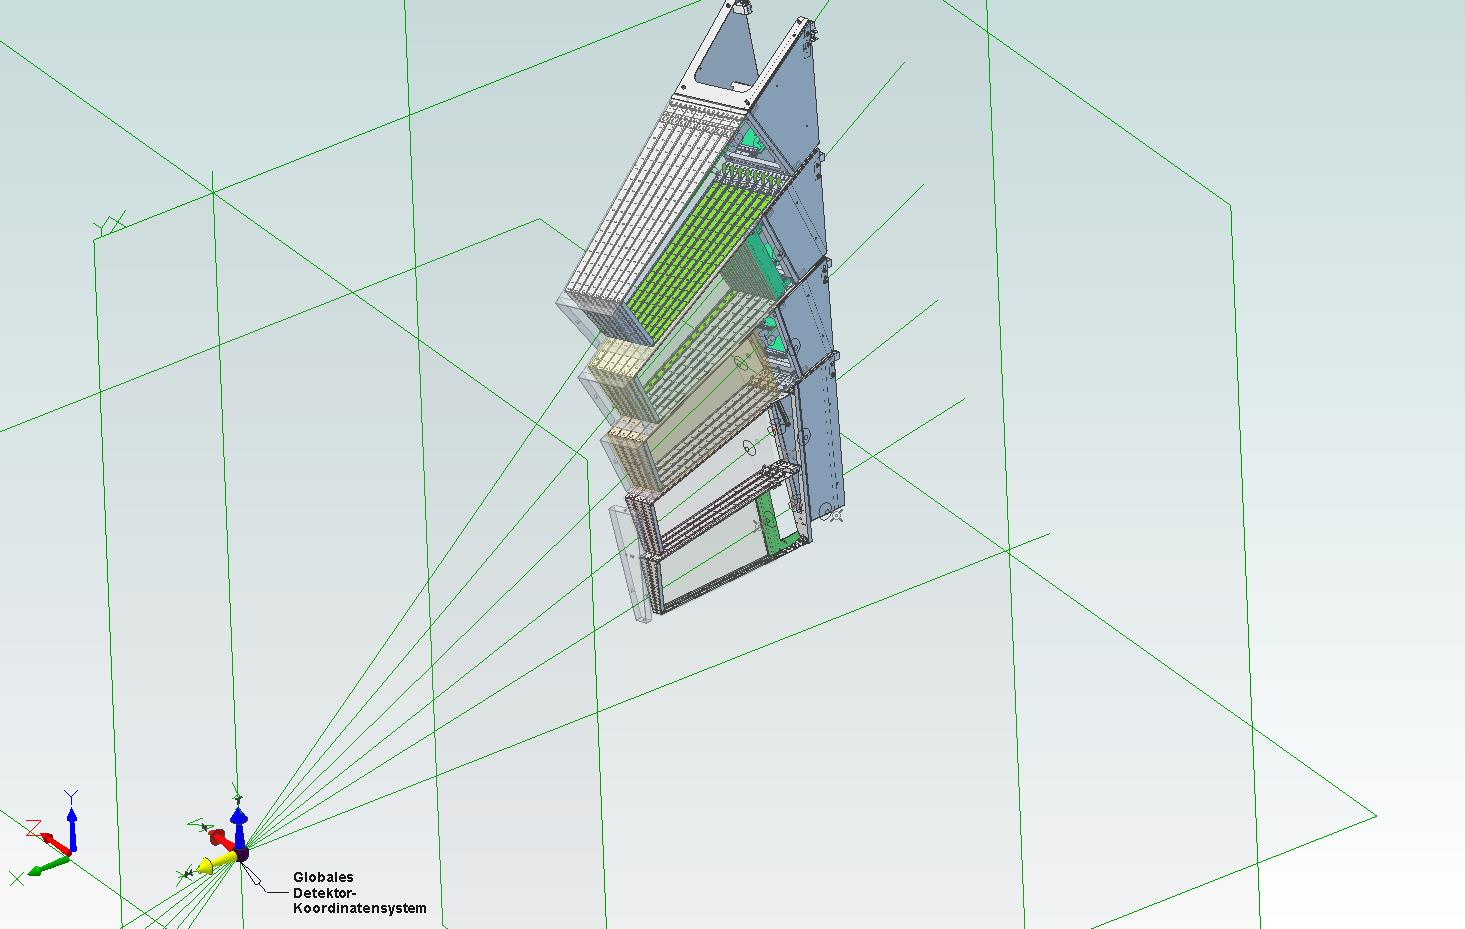 Y
Z
X
Y
Z
X
Globales
Detektor-
Koordinatensystem